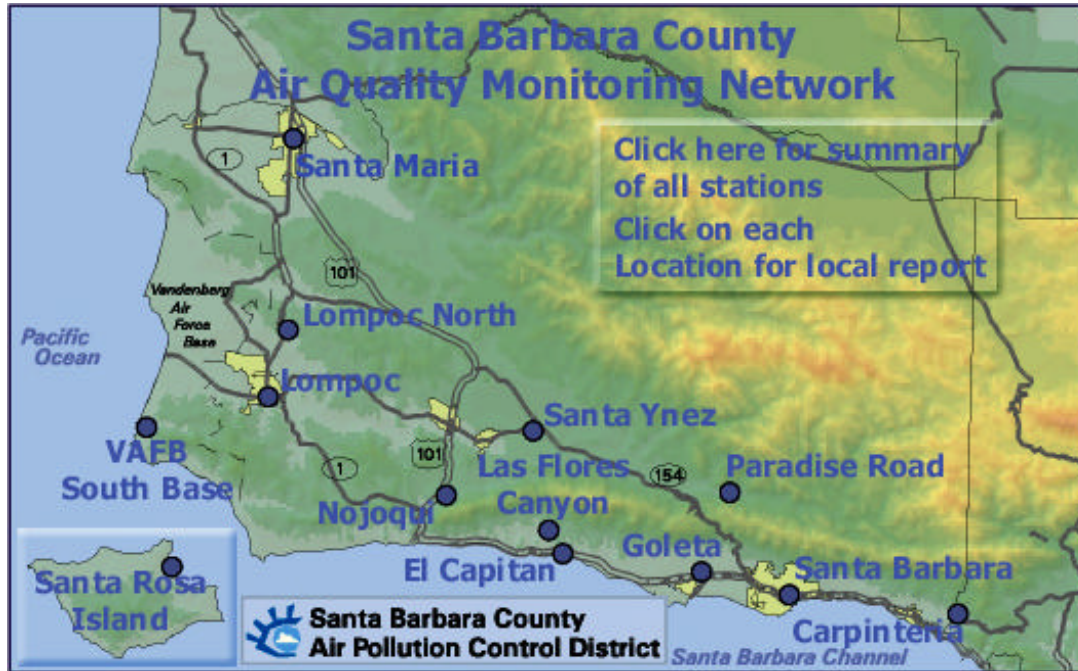 Santa Barbara County
Air Quality Monitoring Network
Click here for summary
of all stations
Click on each
Location for local report
1
Santa Maria
101
Vandenberg
Air
Force
Base
Lompoc North
Pacific
Ocean
Lompoc
Santa Ynez
VAFB
South Base
101
1
Las Flores
Canyon
154
Paradise Road
Nojoqui
Goleta
El Capitan
Santa Barbara
Santa Rosa
Island
Carpinteria
Santa Barbara County
Air Pollution Control District
Santa Barbara Channel